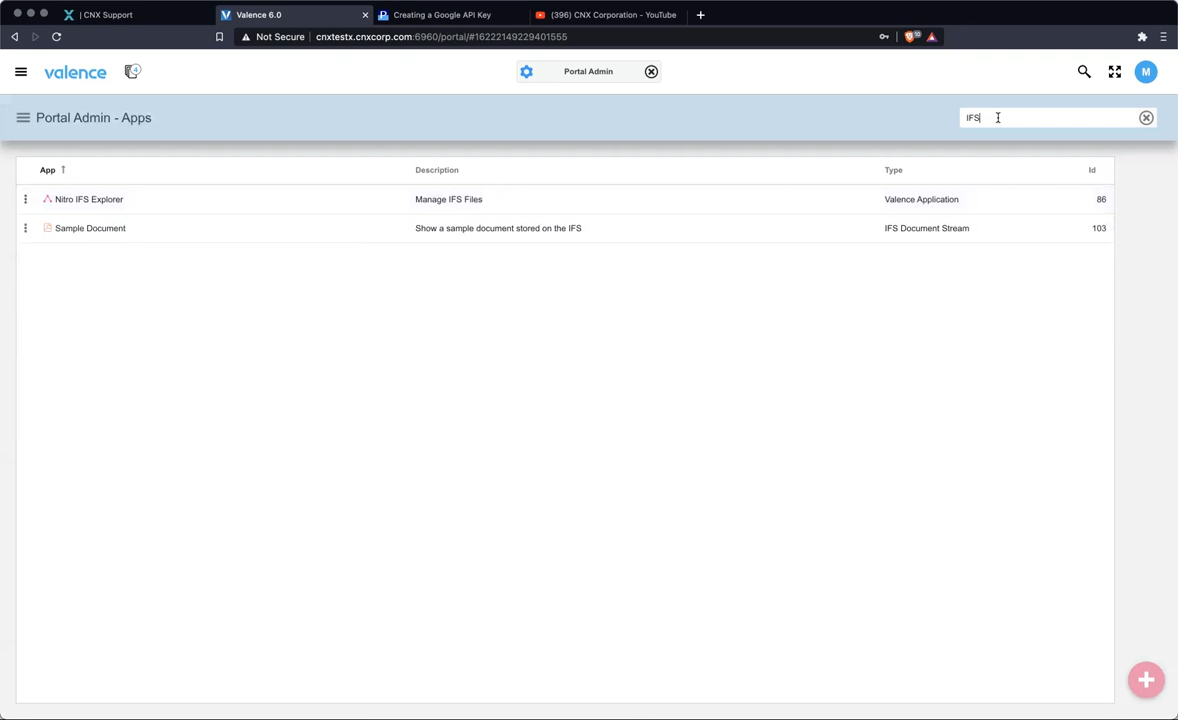 | CNX Support
Valence 6.0
Creating a Google API Key
(396) CNX Corporation - YouTube
Not Secure | cnxtestx.cnxcorp.com:6960/portal/#16222149229401555
10
valence
4
Portal Admin
M
Portal Admin - Apps
IFS
App Description Type Id
Nitro IFS Explorer Manage IFS Files Valence Application 86
Sample Document Show a sample document stored on the IFS IFS Document Stream 103